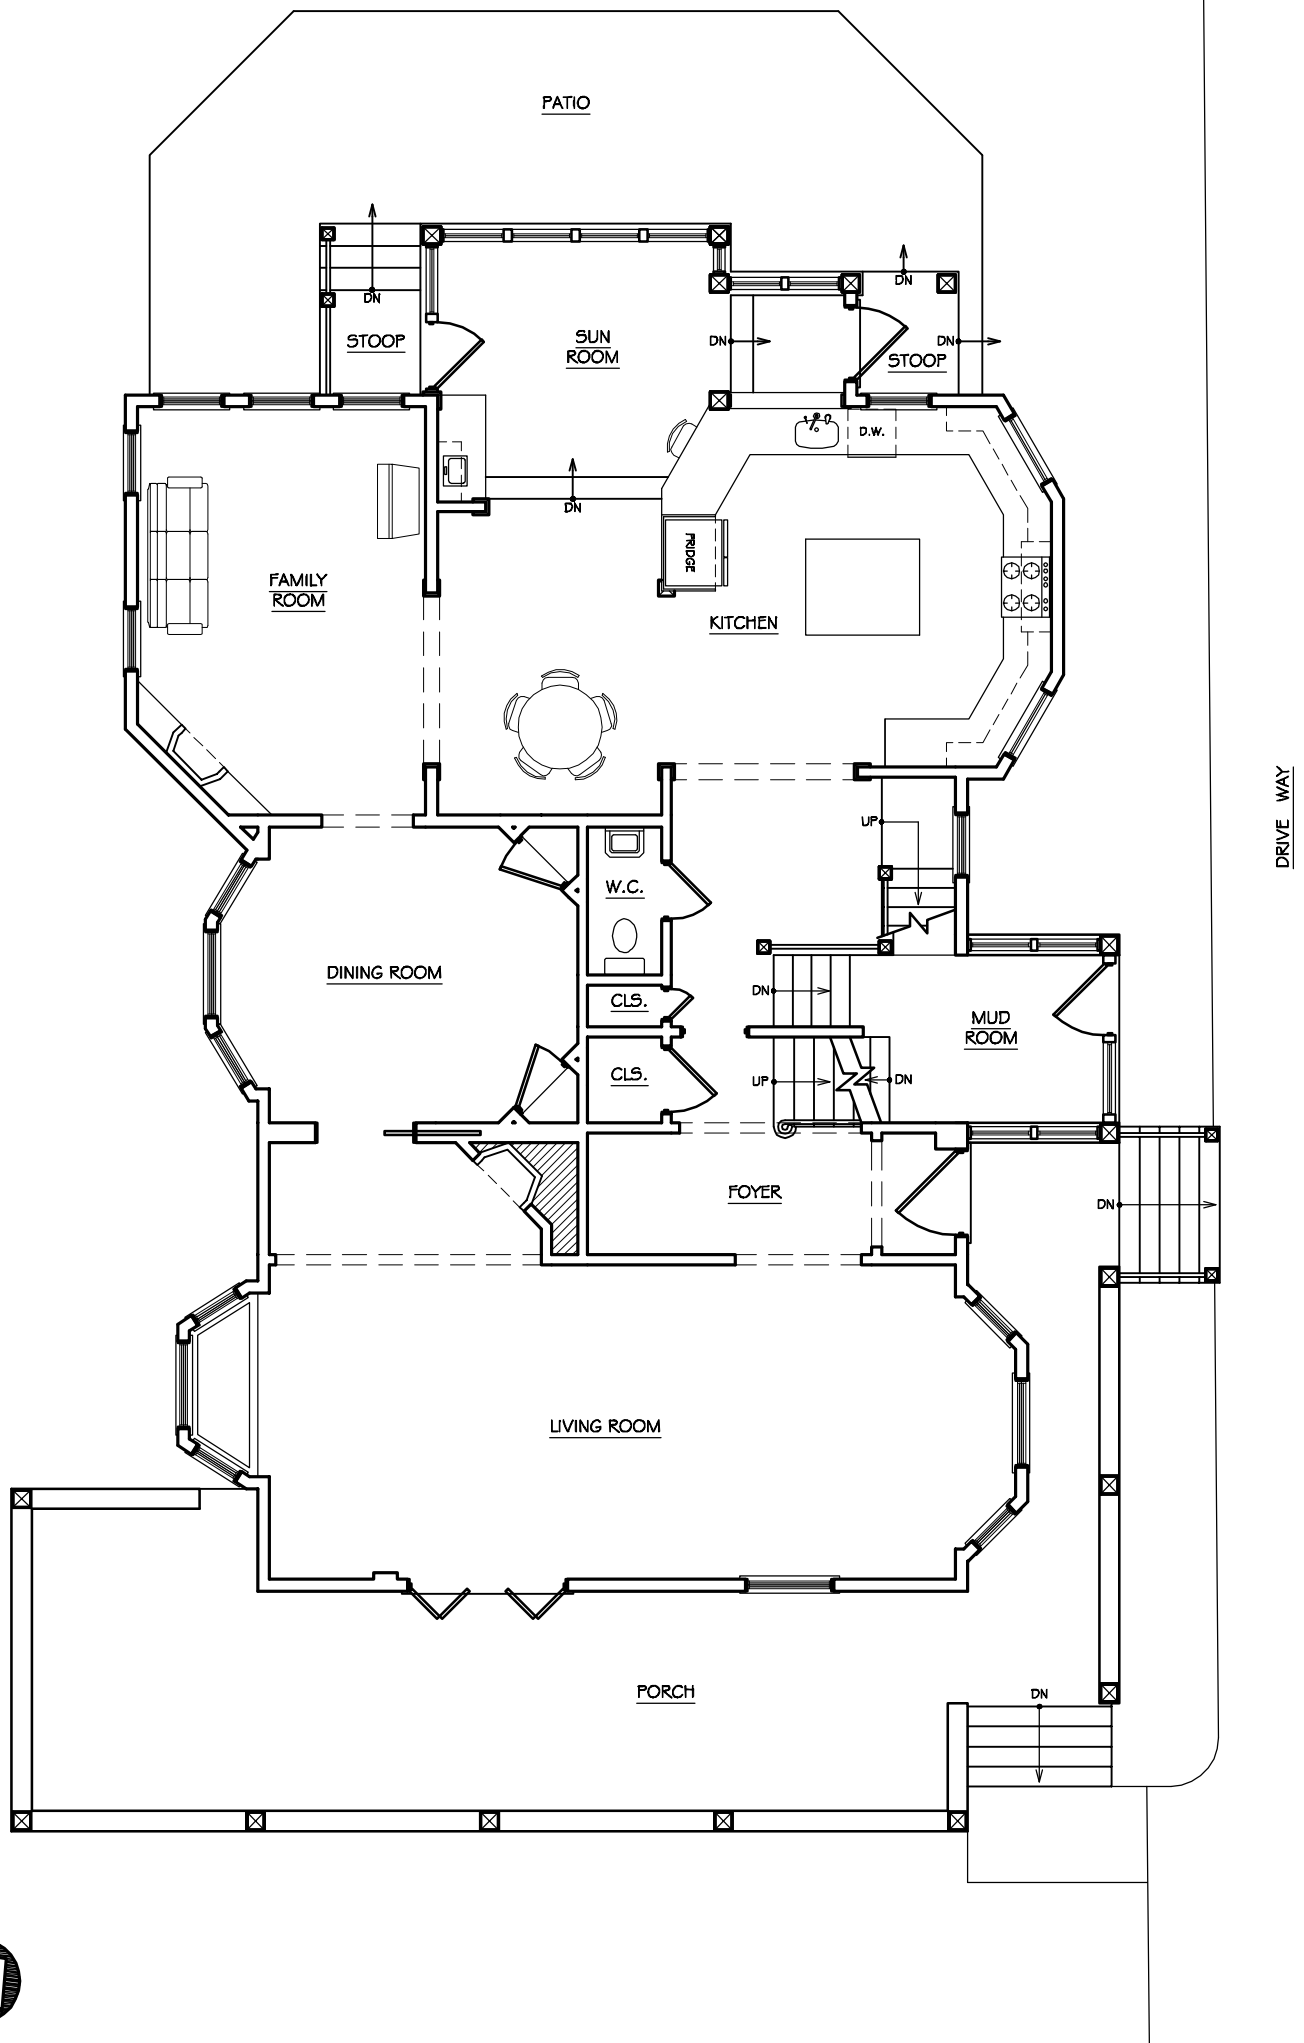 PATIO
DN
DN
STOOP
SUN
ROOM
DN
DN
STOOP
D.W.
DN
FRIDGE
FAMILY
ROOM
KITCHEN
DRIVE WAY
UP
W.C.
DINING ROOM
DN
CLS.
MUD
ROOM
CLS.
UP
DN
FOYER
DN
LIVING ROOM
PORCH
DN